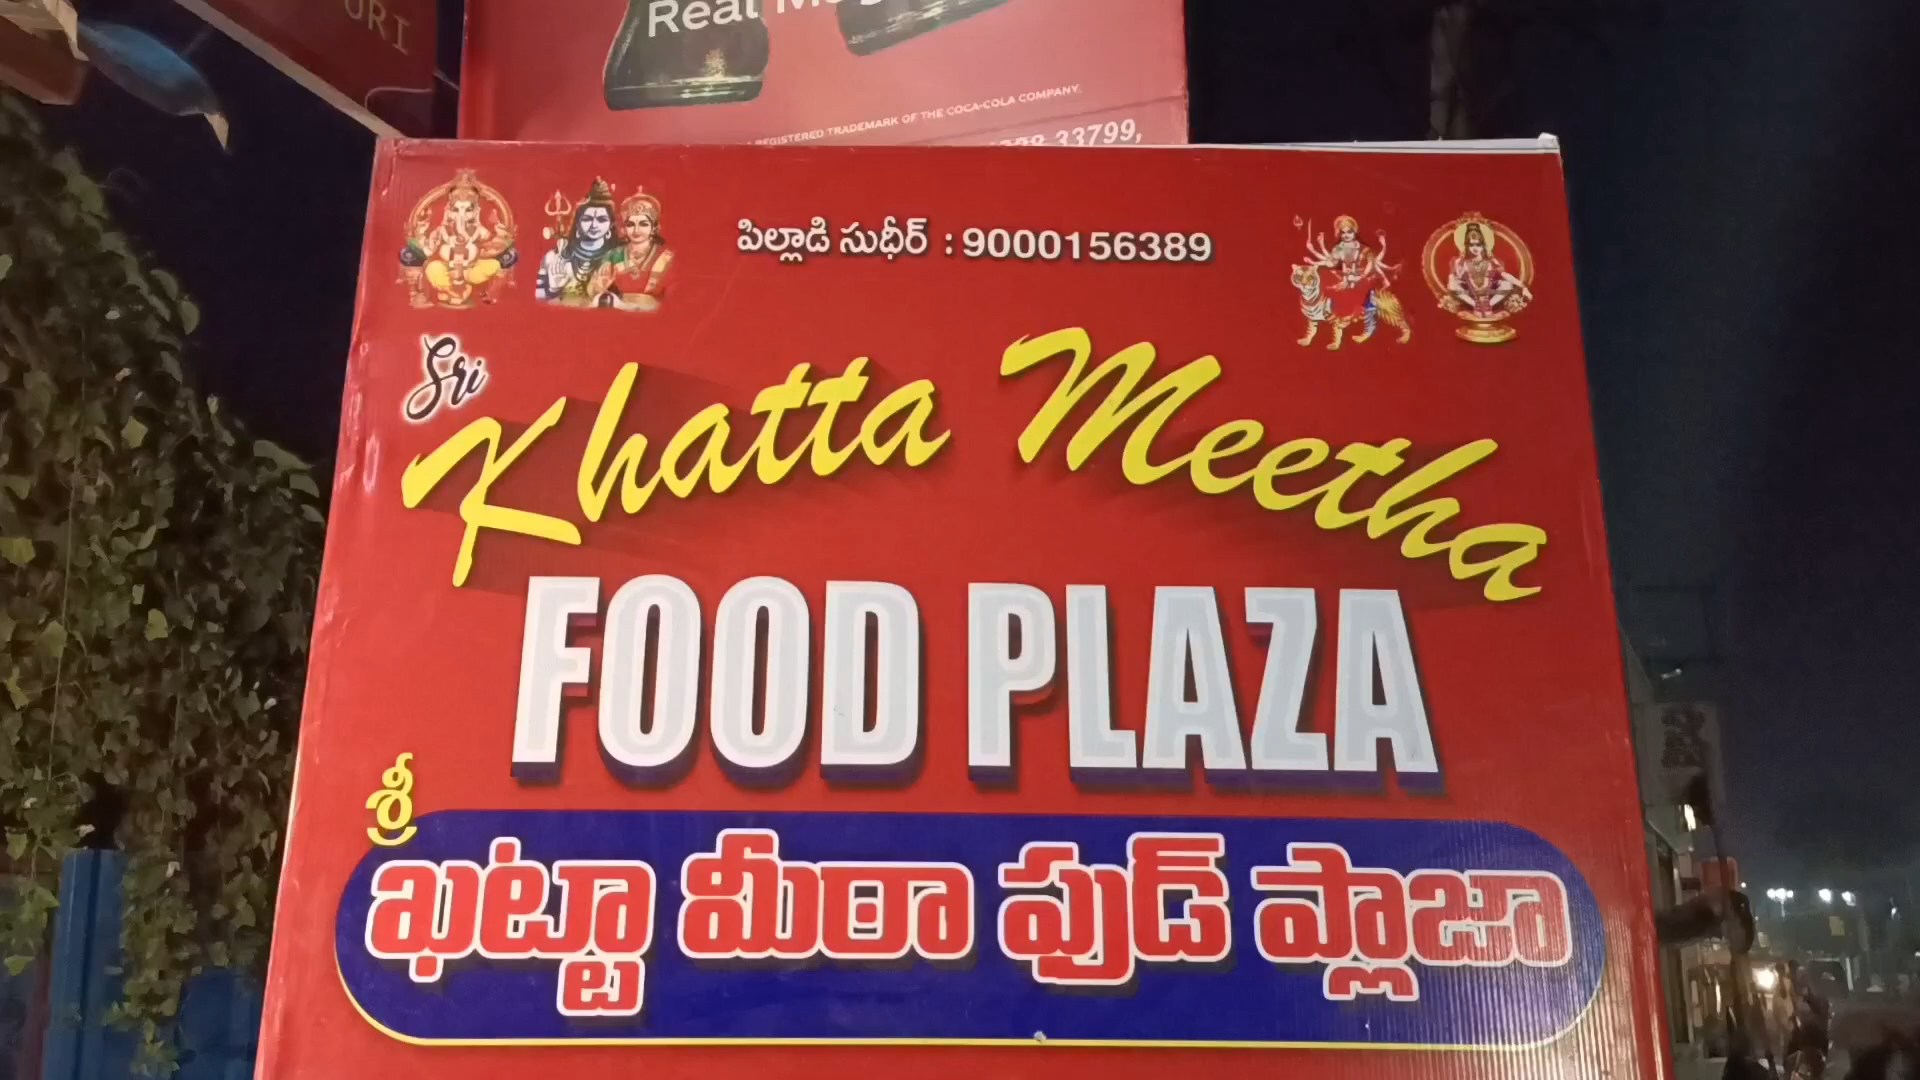 URI
Real
REGISTERED TRADEMARK OF THE COCA-COLA COMPANY.
33799,
పిల్లాడి సుధీర్ : 9000156389
Sri
Khatta Meetha
FOOD PLAZA
శ్రీ
ఖట్టా మీఠా ఫుడ్ ప్లాజా